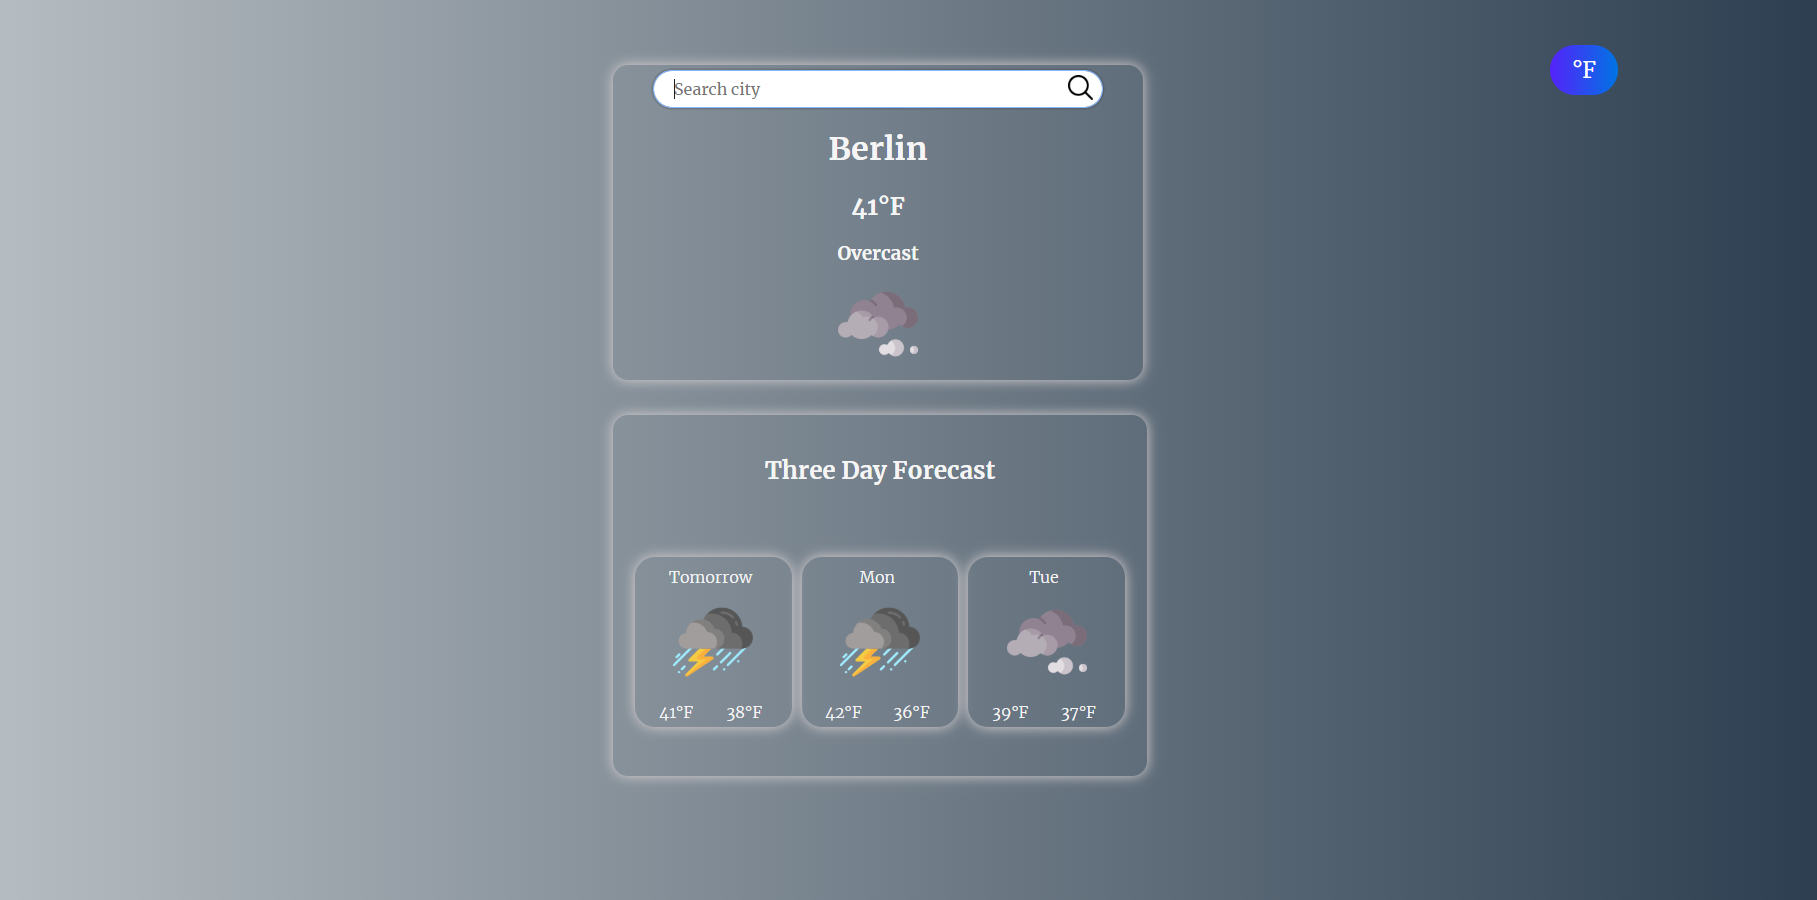 °F
Search city
Berlin
41°F
Overcast
Three Day Forecast
Tomorrow
41°F 38°F
Mon
42°F 36°F
Tue
39°F 37°F